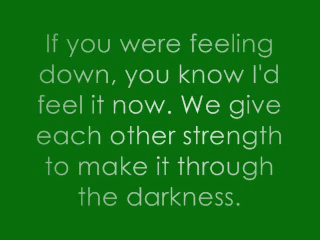 If you were feeling
down, you know I'd
feel it now. We give
each other strength
to make it through
the darkness.